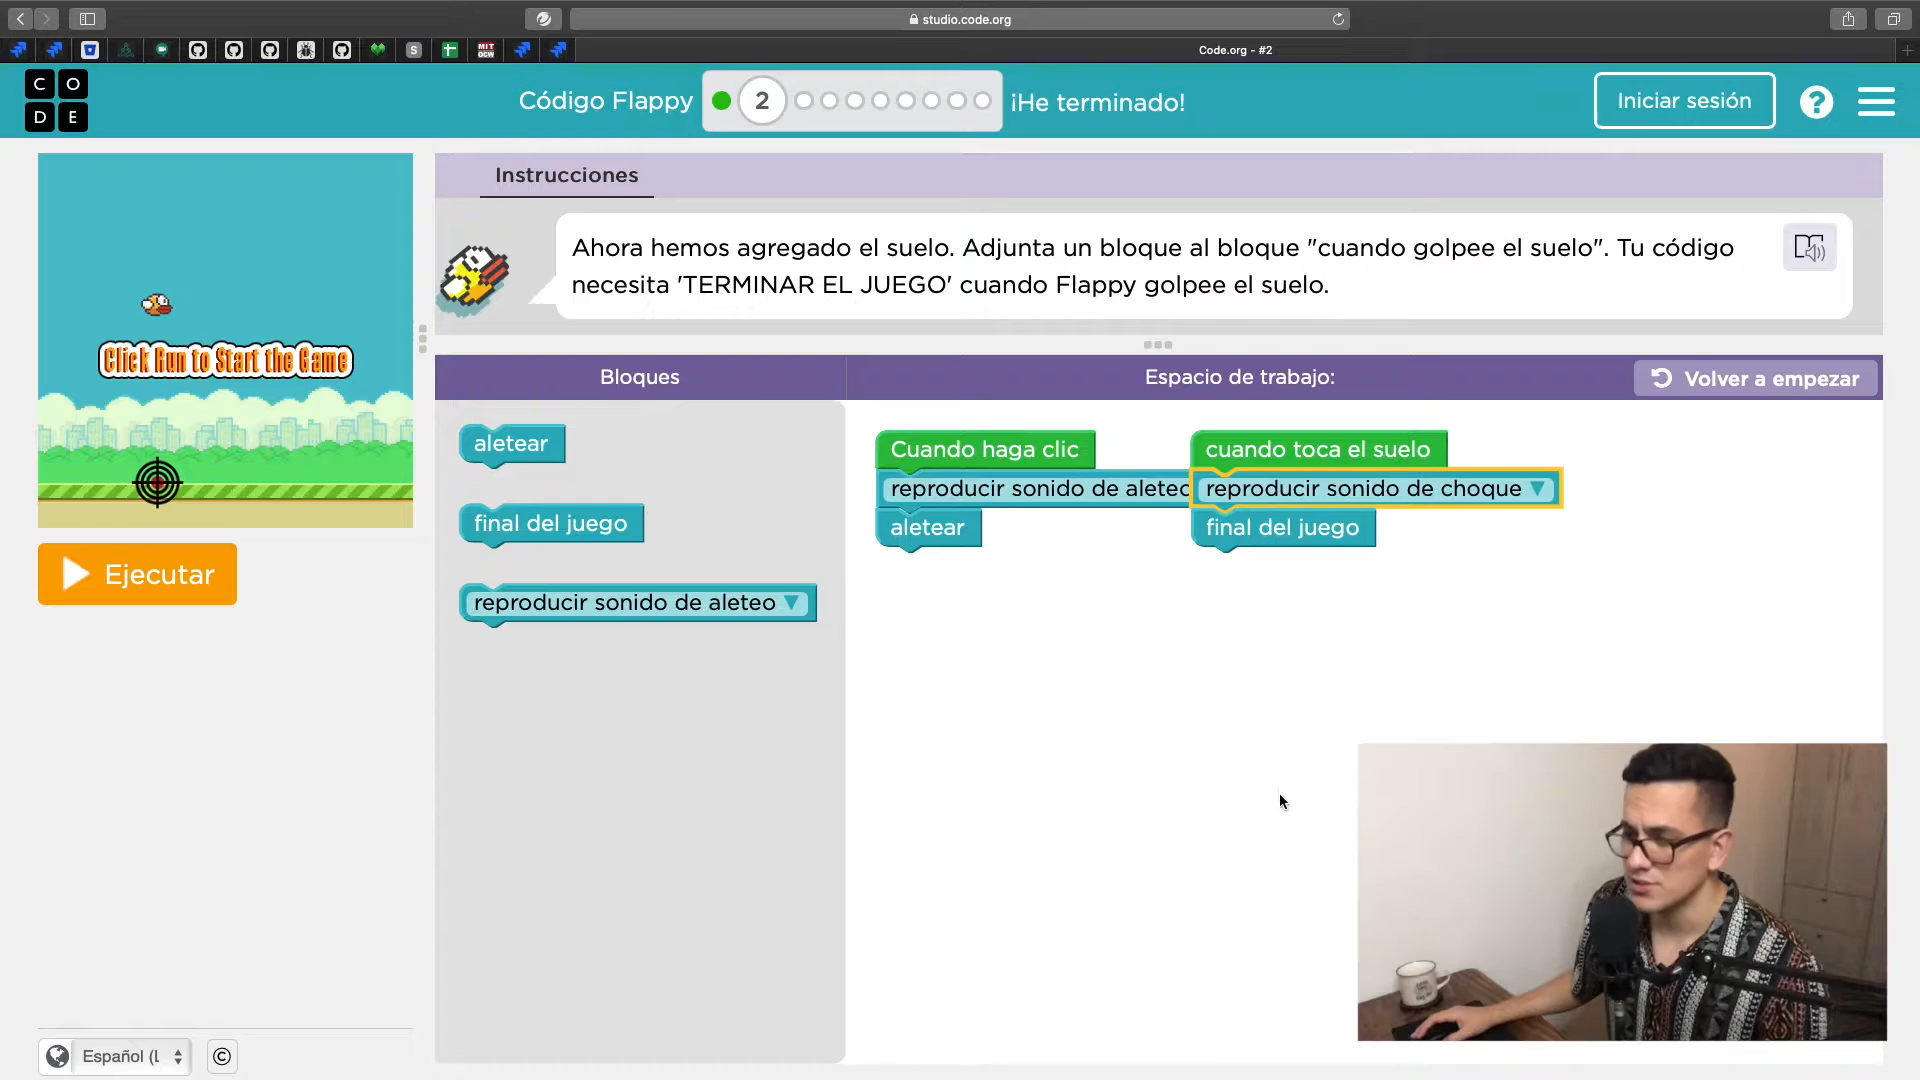 studio.code.org
S
MIT
OCW
Code.org - #2
C O
D E
Código Flappy
2
¡He terminado!
Iniciar sesión
?
Instrucciones
Ahora hemos agregado el suelo. Adjunta un bloque al bloque "cuando golpee el suelo". Tu código
necesita 'TERMINAR EL JUEGO' cuando Flappy golpee el suelo.
Click Run to Start the Game
Ejecutar
Bloques
Espacio de trabajo:
Volver a empezar
aletear
final del juego
reproducir sonido de aleteo
Cuando haga clic
reproducir sonido de aleteo
aletear
cuando toca el suelo
reproducir sonido de choque
final del juego
Español (L
©